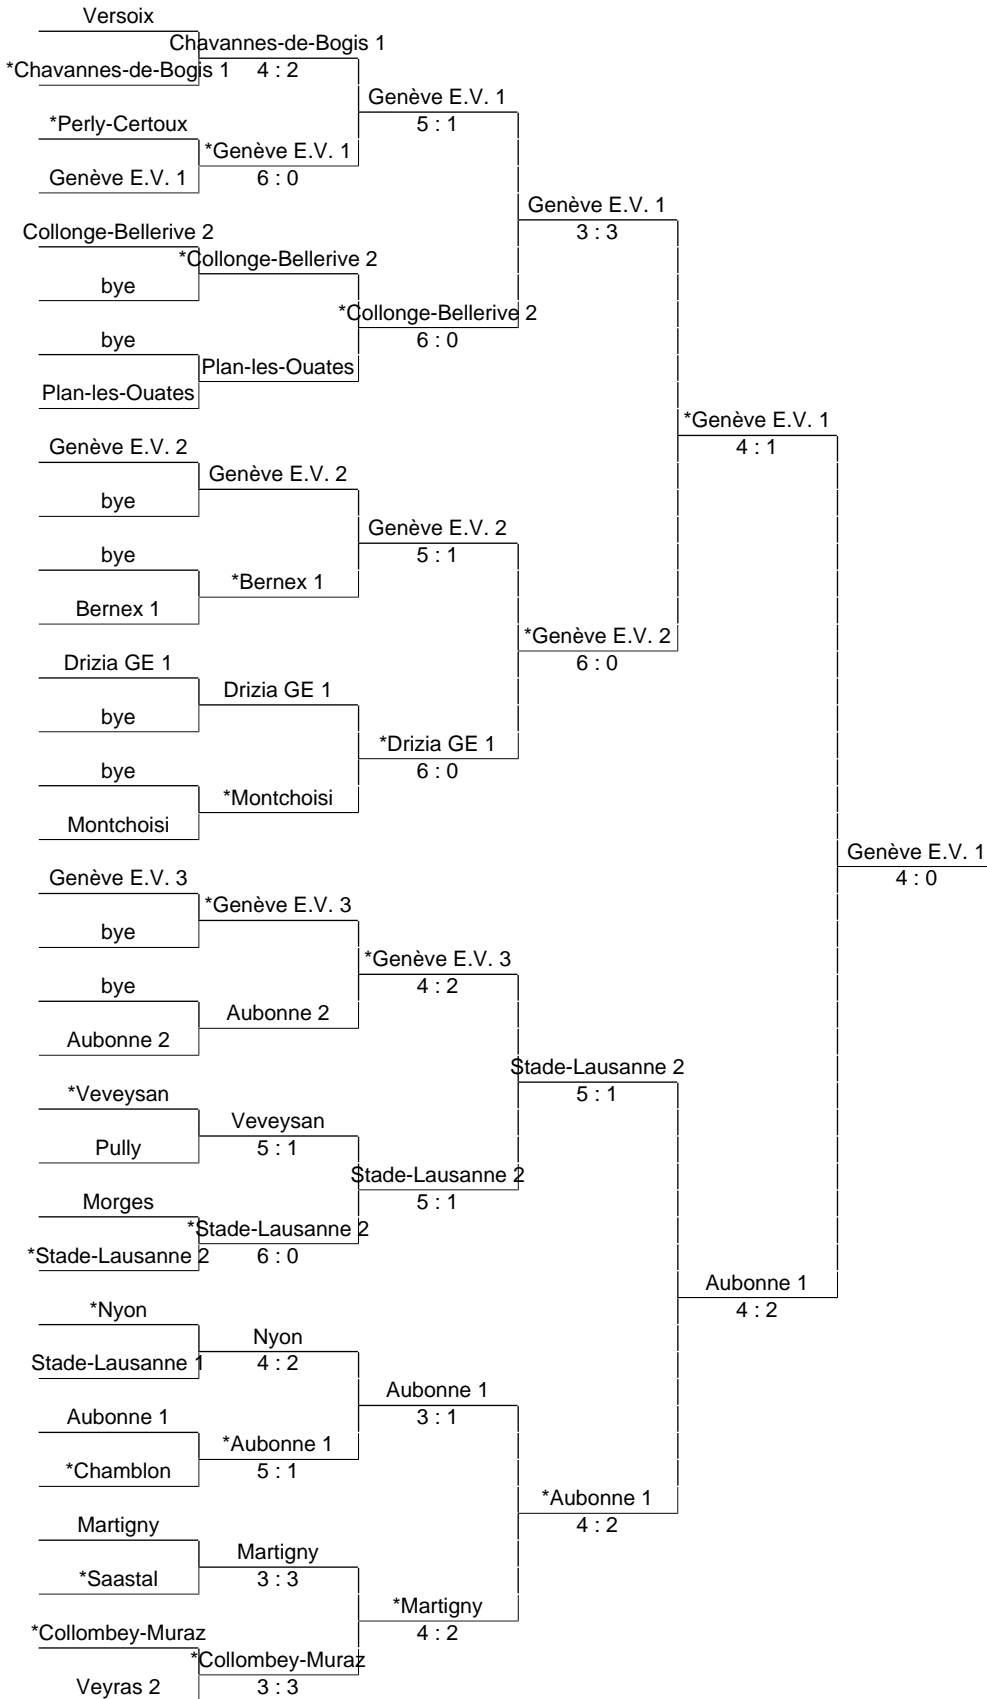 Versoix
Chavannes-de-Bogis 1
*Chavannes-de-Bogis 1 4 : 2
Genève E.V. 1
*Perly-Certoux 5 : 1
*Genève E.V. 1
Genève E.V. 1 6 : 0
Genève E.V. 1
Collonge-Bellerive 2 3 : 3
*Collonge-Bellerive 2
bye
*Collonge-Bellerive 2
bye 6 : 0
Plan-les-Ouates
Plan-les-Ouates
*Genève E.V. 1
Genève E.V. 2 4 : 1
Genève E.V. 2
bye
Genève E.V. 2
bye 5 : 1
*Bernex 1
Bernex 1
*Genève E.V. 2
Drizia GE 1 6 : 0
Drizia GE 1
bye
*Drizia GE 1
bye 6 : 0
*Montchoisi
Montchoisi
Genève E.V. 1
Genève E.V. 3 4 : 0
*Genève E.V. 3
bye
*Genève E.V. 3
bye 4 : 2
Aubonne 2
Aubonne 2
Stade-Lausanne 2
*Veveysan 5 : 1
Veveysan
Pully 5 : 1
Stade-Lausanne 2
Morges 5 : 1
*Stade-Lausanne 2
*Stade-Lausanne 2 6 : 0
Aubonne 1
*Nyon 4 : 2
Nyon
Stade-Lausanne 1 4 : 2
Aubonne 1
Aubonne 1 3 : 1
*Aubonne 1
*Chamblon 5 : 1
*Aubonne 1
Martigny 4 : 2
Martigny
*Saastal 3 : 3
*Martigny
*Collombey-Muraz 4 : 2
*Collombey-Muraz
Veyras 2 3 : 3